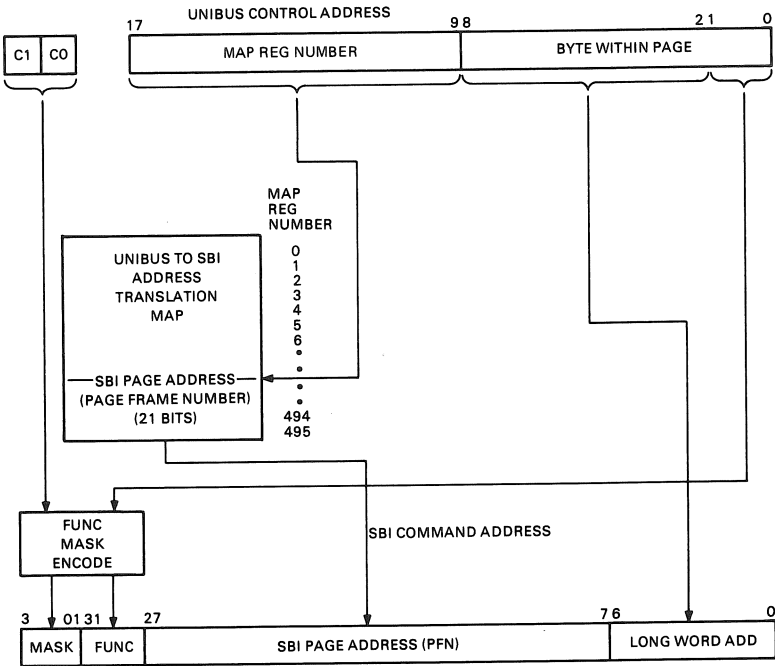 UNIBUS CONTROL ADDRESS
17 9 8 2 1 0
C1 C0 MAP REG NUMBER BYTE WITHIN PAGE
MAP
REG
NUMBER
UNIBUS TO SBI
ADDRESS
TRANSLATION
MAP
0
1
2
3
4
5
6
SBI PAGE ADDRESS
(PAGE FRAME NUMBER)
(21 BITS)
494
495
FUNC
MASK
ENCODE
SBI COMMAND ADDRESS
3 0 1 31 27 7 6 0
MASK FUNC SBI PAGE ADDRESS (PFN) LONG WORD ADD